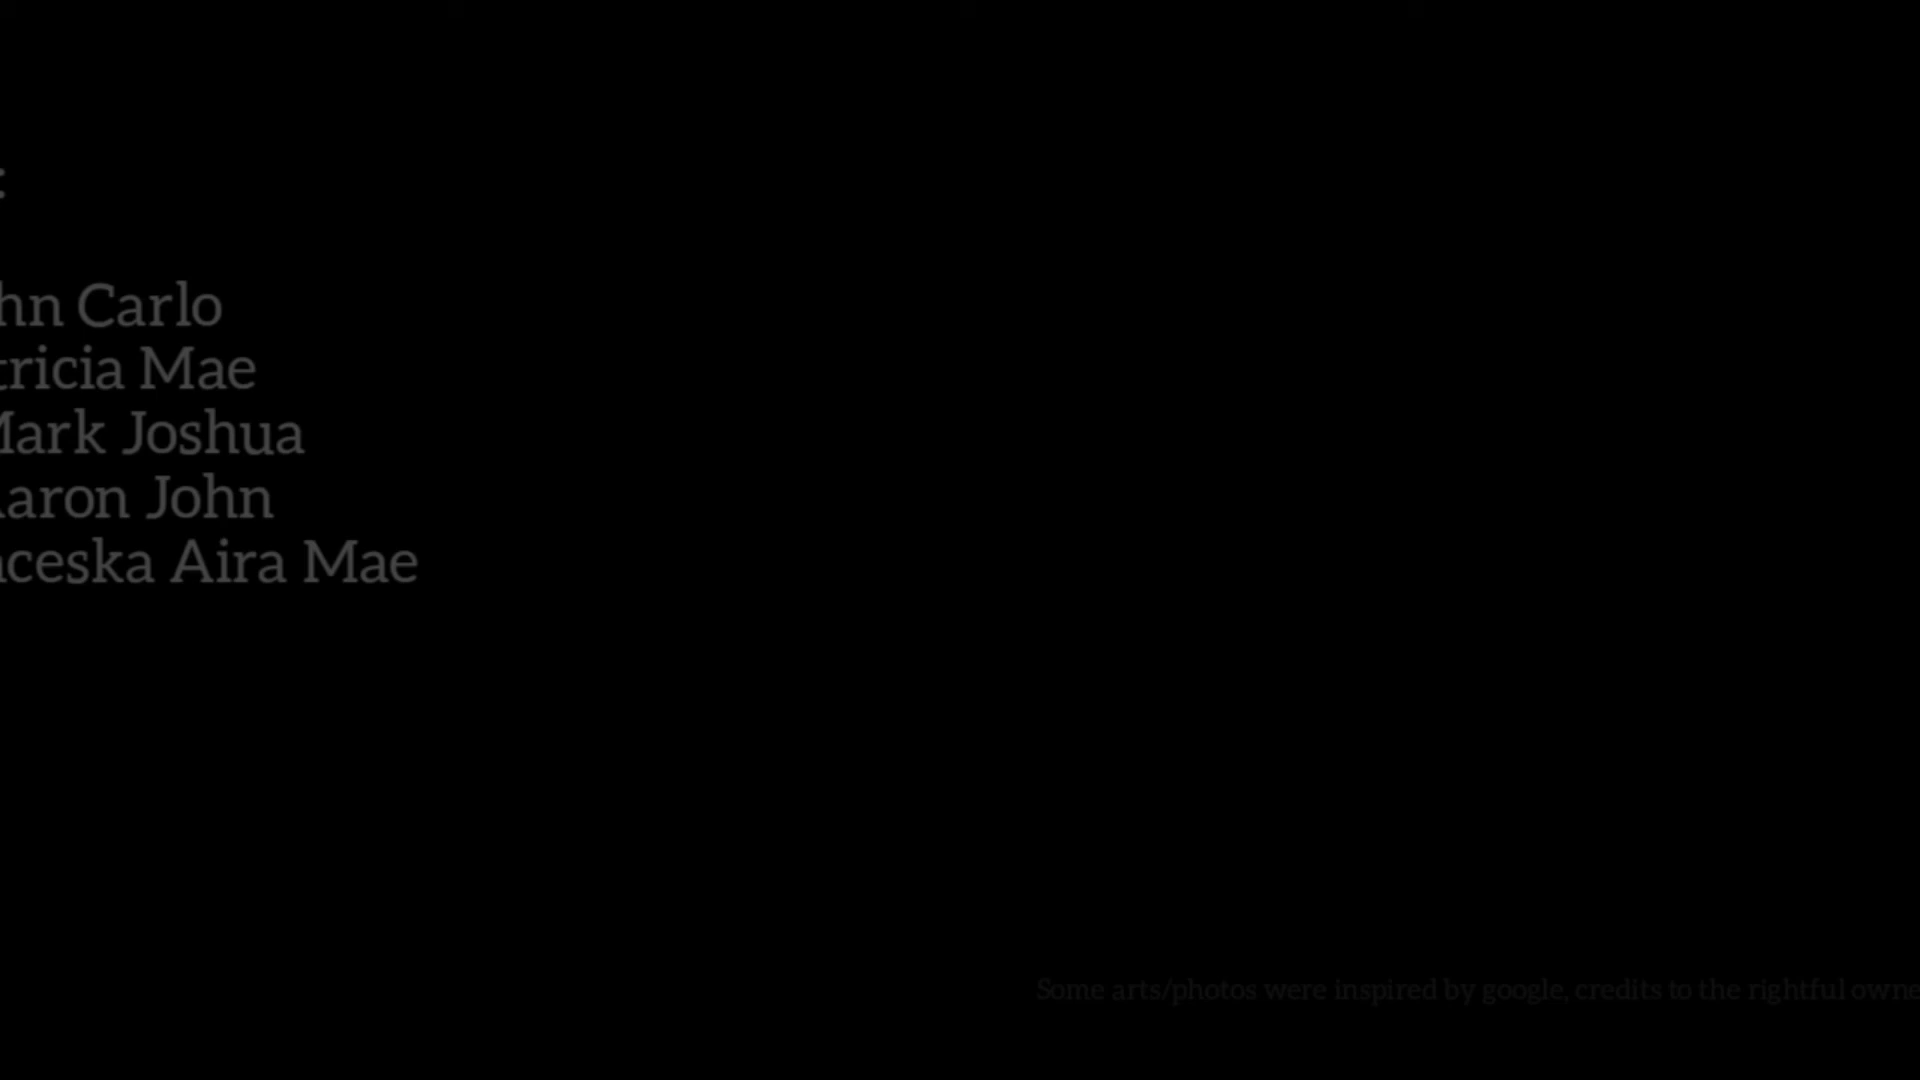 :
hn Carlo
tricia Mae
Mark Joshua
aron John
ceska Aira Mae
Some arts/photos were inspired by google, credits to the rightful owne